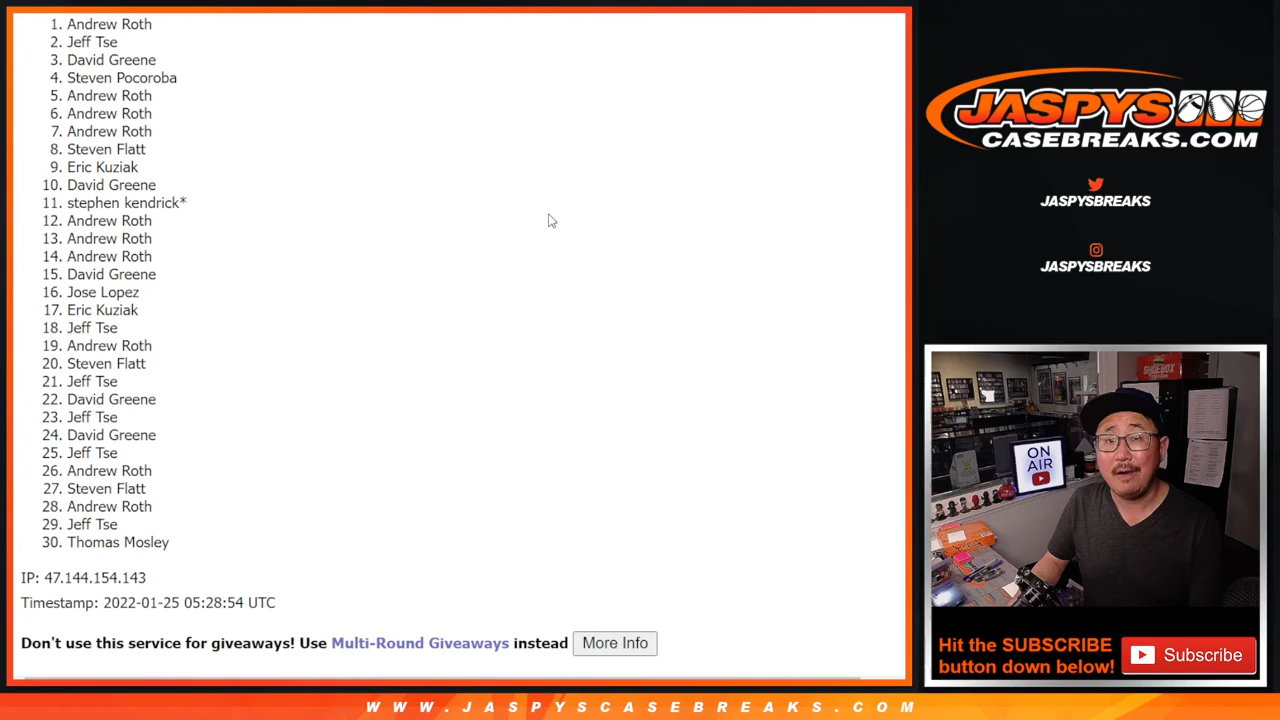 1. Andrew Roth
2. Jeff Tse
3. David Greene
4. Steven Pocoroba
5. Andrew Roth
6. Andrew Roth
7. Andrew Roth
8. Steven Flatt
9. Eric Kuziak
10. David Greene
11. stephen kendrick*
12. Andrew Roth
13. Andrew Roth
14. Andrew Roth
15. David Greene
16. Jose Lopez
17. Eric Kuziak
18. Jeff Tse
19. Andrew Roth
20. Steven Flatt
21. Jeff Tse
22. David Greene
23. Jeff Tse
24. David Greene
25. Jeff Tse
26. Andrew Roth
27. Steven Flatt
28. Andrew Roth
29. Jeff Tse
30. Thomas Mosley
IP: 47.144.154.143
Timestamp: 2022-01-25 05:28:54 UTC
Don't use this service for giveaways! Use Multi-Round Giveaways instead More Info
JASPYS
CASEBREAKS.COM
JASPYSBREAKS
JASPYSBREAKS
SHOEBOX
ON
AIR
Hit the SUBSCRIBE
button down below!
Subscribe
WWW.JASPYSCASEBREAKS.COM